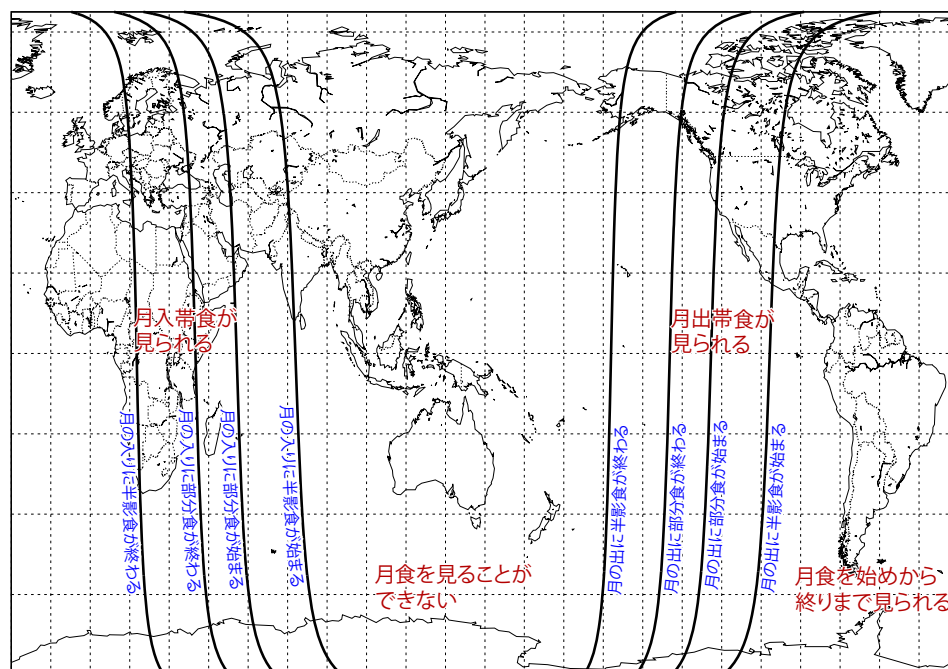 月入帯食が
見られる
月出帯食が
見られる
月の入りに半影食が終わる
月の入りに部分食が終わる
月の入りに部分食が始まる
月の入りに半影食が始まる
月の出に半影食が終わる
月の出に部分食が終わる
月の出に部分食が始まる
月の出に半影食が始まる
月食を見ることが
できない
月食を始めから
終りまで見られる